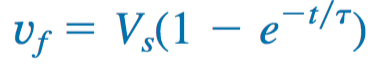 v_f = V_s(1 − e^{−t/τ})